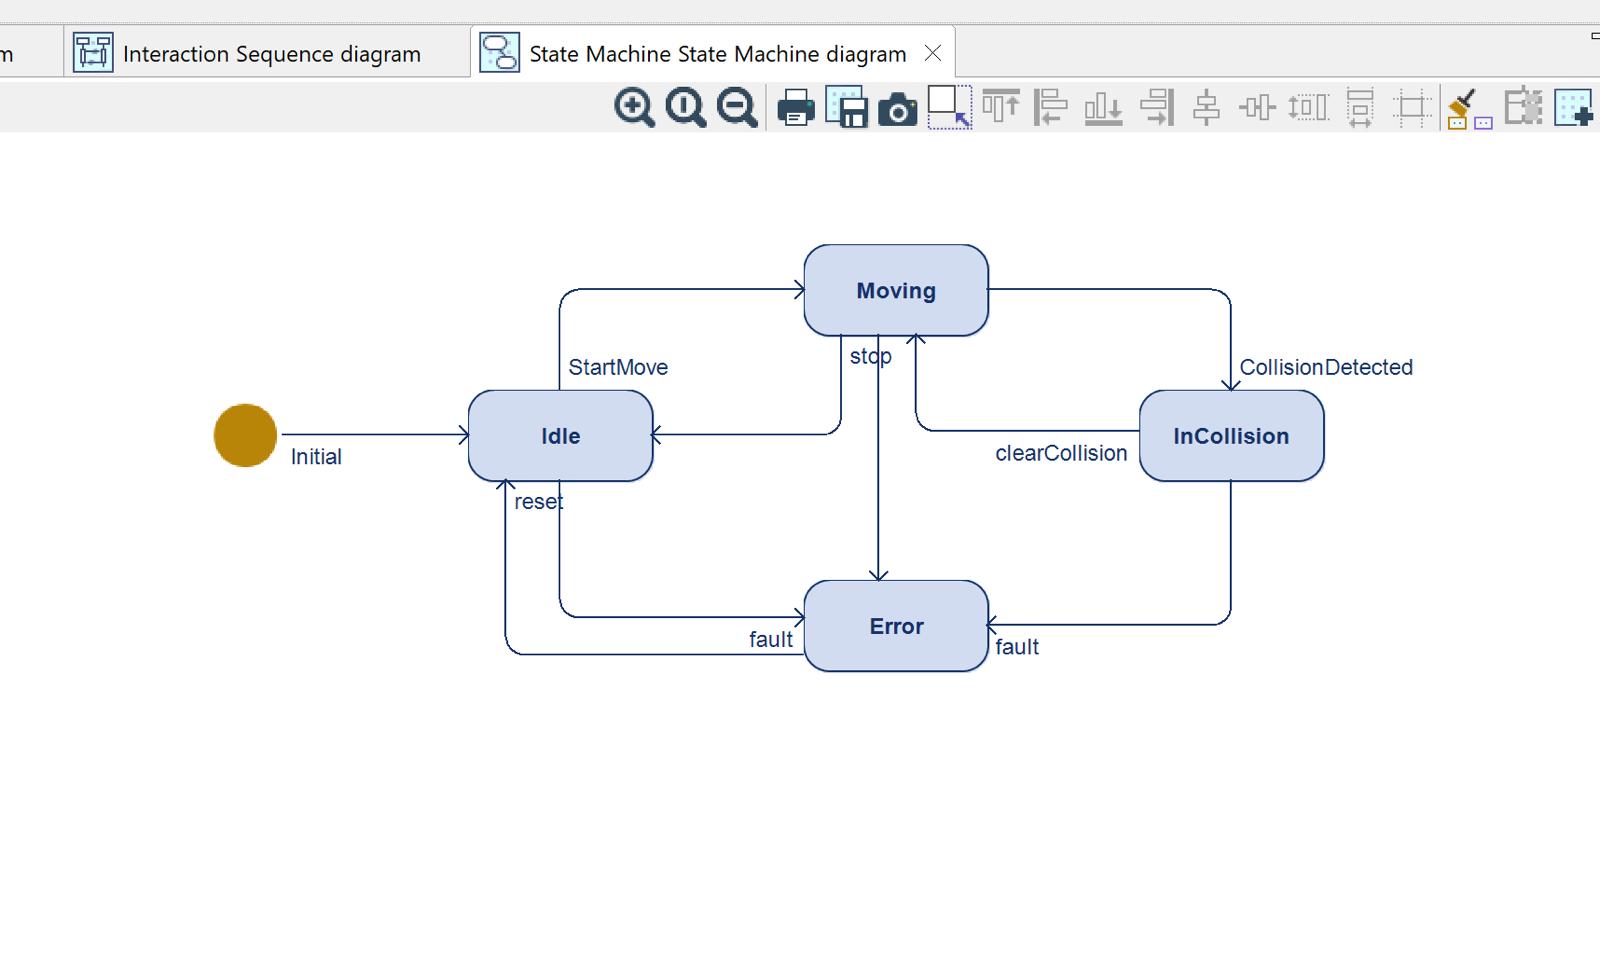 m
Interaction Sequence diagram
State Machine State Machine diagram
Moving
stop
StartMove
CollisionDetected
Initial
Idle
InCollision
clearCollision
reset
Error
fault
fault